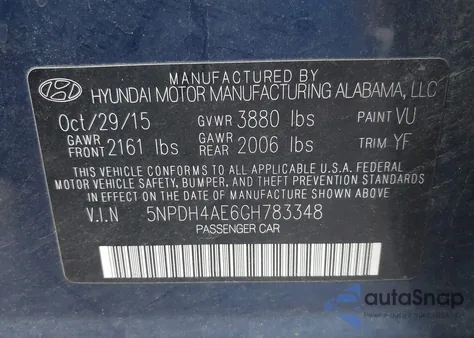 MANUFACTURED BY
HYUNDAI MOTOR MANUFACTURING ALABAMA, LLC
Oct/29/15 GVWR 3880 lbs PAINT VU
GAWR FRONT 2161 lbs GAWR REAR 2006 lbs TRIM YF
THIS VEHICLE CONFORMS TO ALL APPLICABLE U.S.A FEDERAL
MOTOR VEHICLE SAFETY, BUMPER, AND THEFT PREVENTION STANDARDS
IN EFFECT ON THE DATE OF MANUFACTURE SHOWN ABOVE.
V.I.N 5NPDH4AE6GH783348
PASSENGER CAR
autoSnap